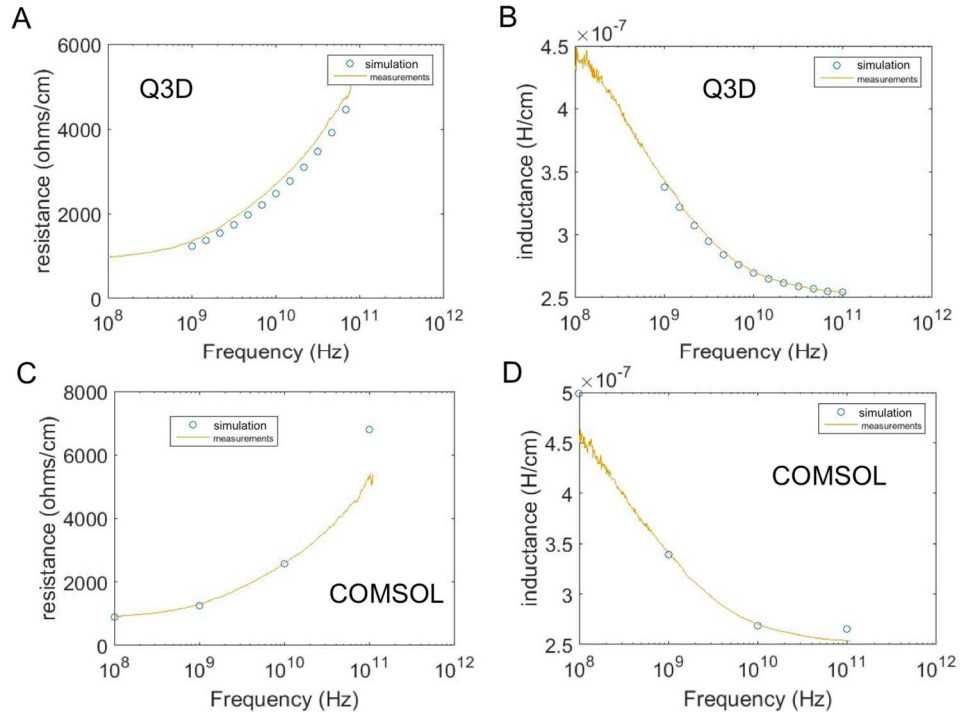 A
6000
4000
2000
0
resistance (ohms/cm)
Q3D
simulation
measurements
10^8
10^9
10^10
10^11
10^12
Frequency (Hz)
B
×10^-7
4.5
4
3.5
3
2.5
inductance (H/cm)
Q3D
simulation
measurements
10^8
10^9
10^10
10^11
10^12
Frequency (Hz)
C
8000
6000
4000
2000
0
resistance (ohms/cm)
simulation
measurements
COMSOL
10^8
10^9
10^10
10^11
10^12
Frequency (Hz)
D
×10^-7
5
4.5
4
3.5
3
2.5
inductance (H/cm)
simulation
measurements
COMSOL
10^8
10^9
10^10
10^11
10^12
Frequency (Hz)